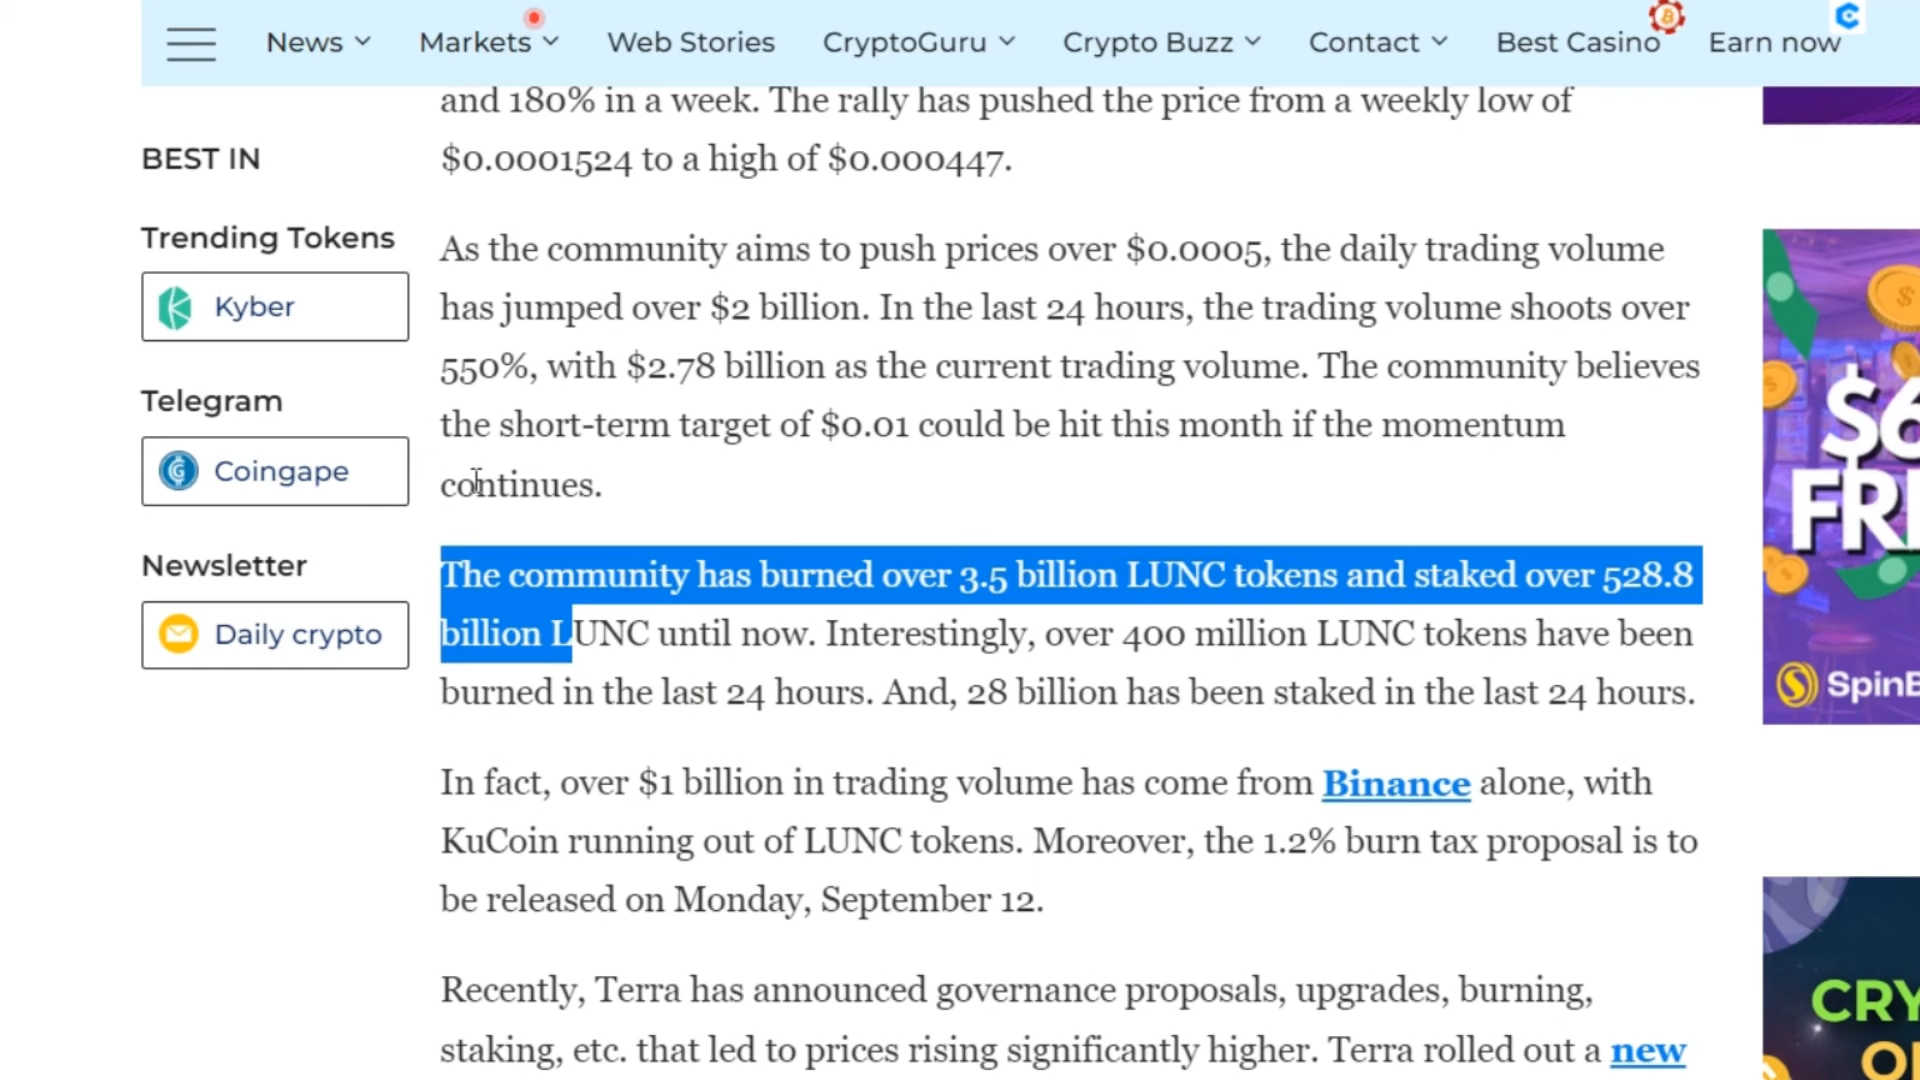 News Markets Web Stories CryptoGuru Crypto Buzz Contact Best Casino Earn now
BEST IN
Trending Tokens
Kyber
Telegram
Coingape
Newsletter
Daily crypto
and 180% in a week. The rally has pushed the price from a weekly low of
$0.0001524 to a high of $0.000447.
As the community aims to push prices over $0.0005, the daily trading volume
has jumped over $2 billion. In the last 24 hours, the trading volume shoots over
550%, with $2.78 billion as the current trading volume. The community believes
the short-term target of $0.01 could be hit this month if the momentum
continues.
The community has burned over 3.5 billion LUNC tokens and staked over 528.8
billion LUNC until now. Interestingly, over 400 million LUNC tokens have been
burned in the last 24 hours. And, 28 billion has been staked in the last 24 hours.
In fact, over $1 billion in trading volume has come from Binance alone, with
KuCoin running out of LUNC tokens. Moreover, the 1.2% burn tax proposal is to
be released on Monday, September 12.
Recently, Terra has announced governance proposals, upgrades, burning,
staking, etc. that led to prices rising significantly higher. Terra rolled out a new